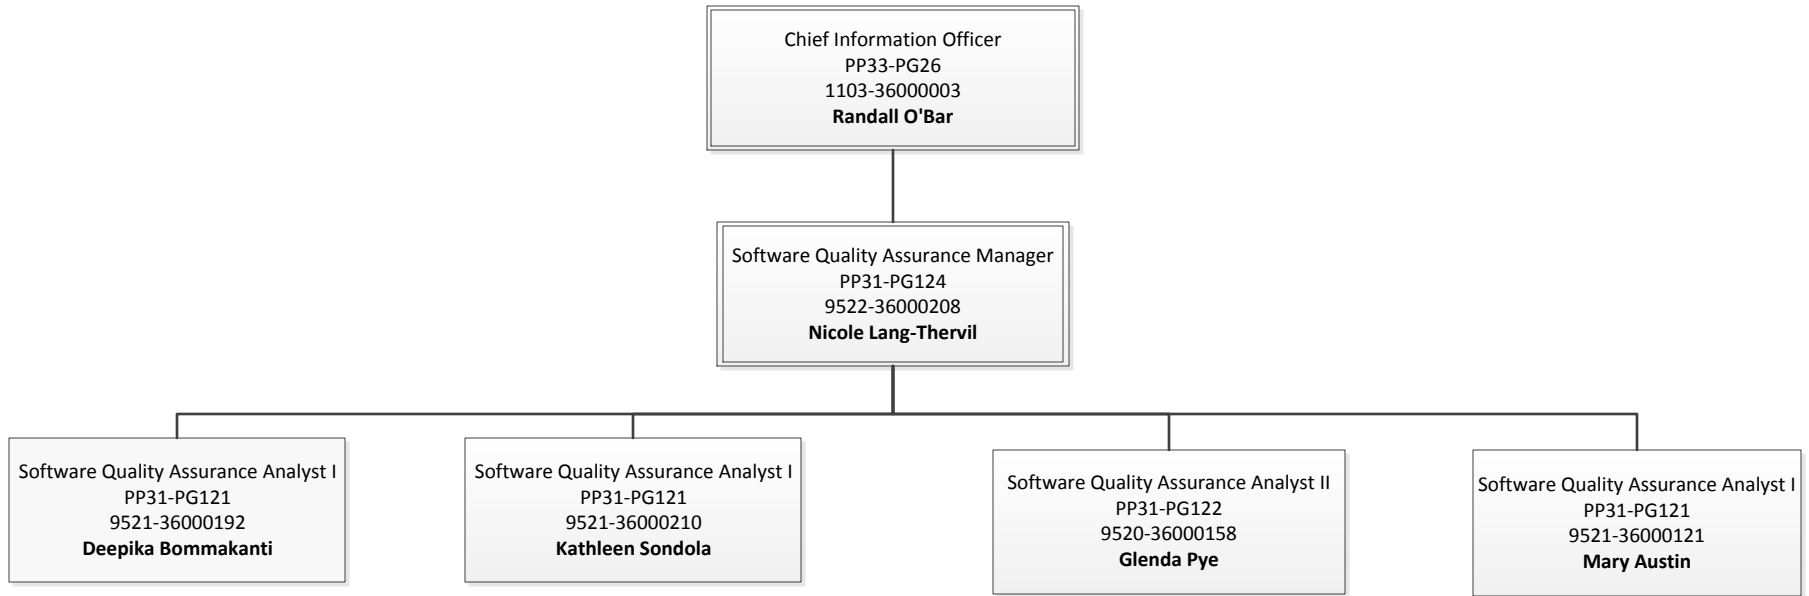 Chief Information Officer
PP33-PG26
1103-36000003
Randall O'Bar
Software Quality Assurance Manager
PP31-PG124
9522-36000208
Nicole Lang-Thervil
Software Quality Assurance Analyst I
PP31-PG121
9521-36000192
Deepika Bommakanti
Software Quality Assurance Analyst I
PP31-PG121
9521-36000210
Kathleen Sondola
Software Quality Assurance Analyst II
PP31-PG122
9520-36000158
Glenda Pye
Software Quality Assurance Analyst I
PP31-PG121
9521-36000121
Mary Austin